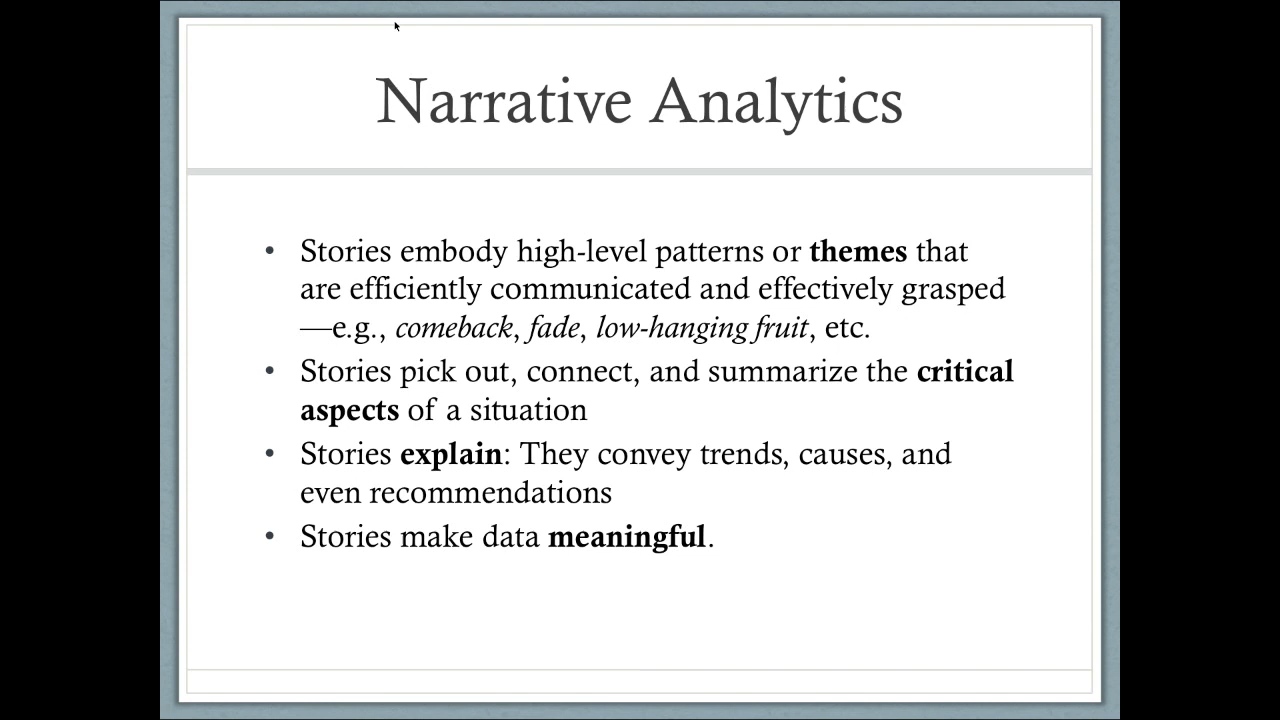 Narrative Analytics
• Stories embody high-level patterns or themes that
are efficiently communicated and effectively grasped
—e.g., comeback, fade, low-hanging fruit, etc.
• Stories pick out, connect, and summarize the critical
aspects of a situation
• Stories explain: They convey trends, causes, and
even recommendations
• Stories make data meaningful.